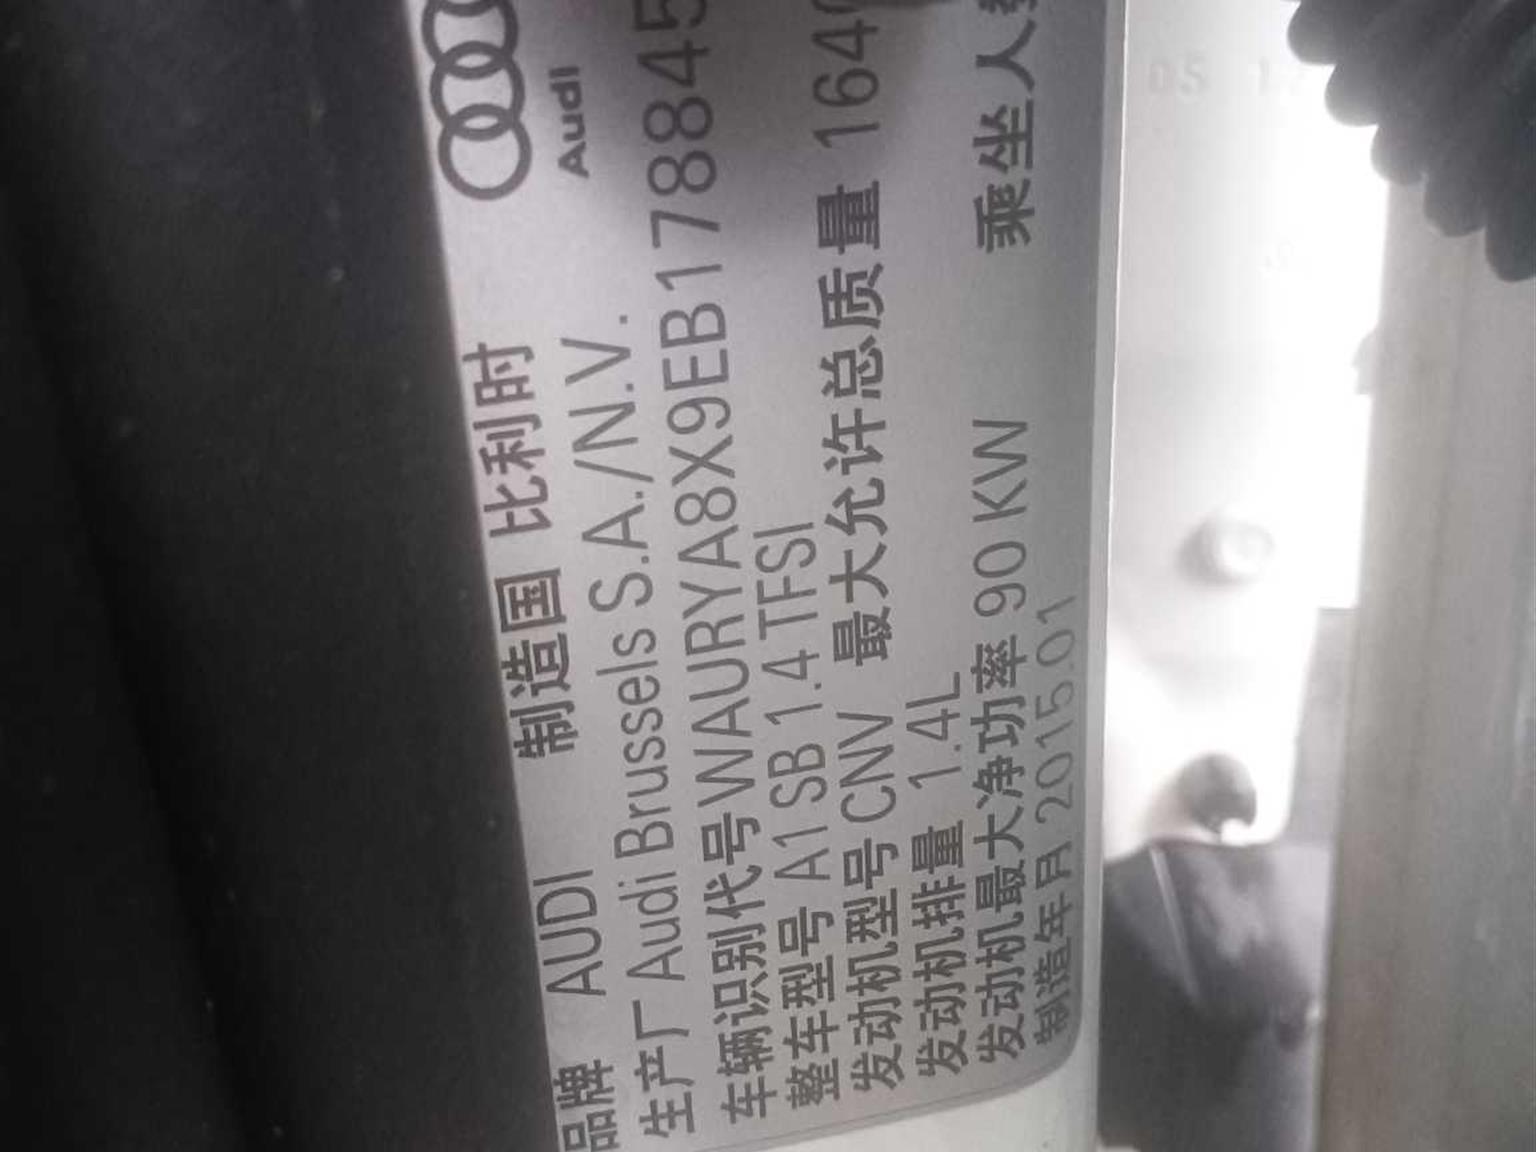 Audi
品牌 AUDI 制造国 比利时
生产厂 Audi Brussels S.A./N.V.
车辆识别代号 WAURYA8X9EB178845
整车型号 A1 SB 1.4 TFSI
发动机型号 CNV 最大允许总质量 164
发动机排量 1.4L
发动机最大净功率 90 KW 乘坐人数
制造年月 2015.01